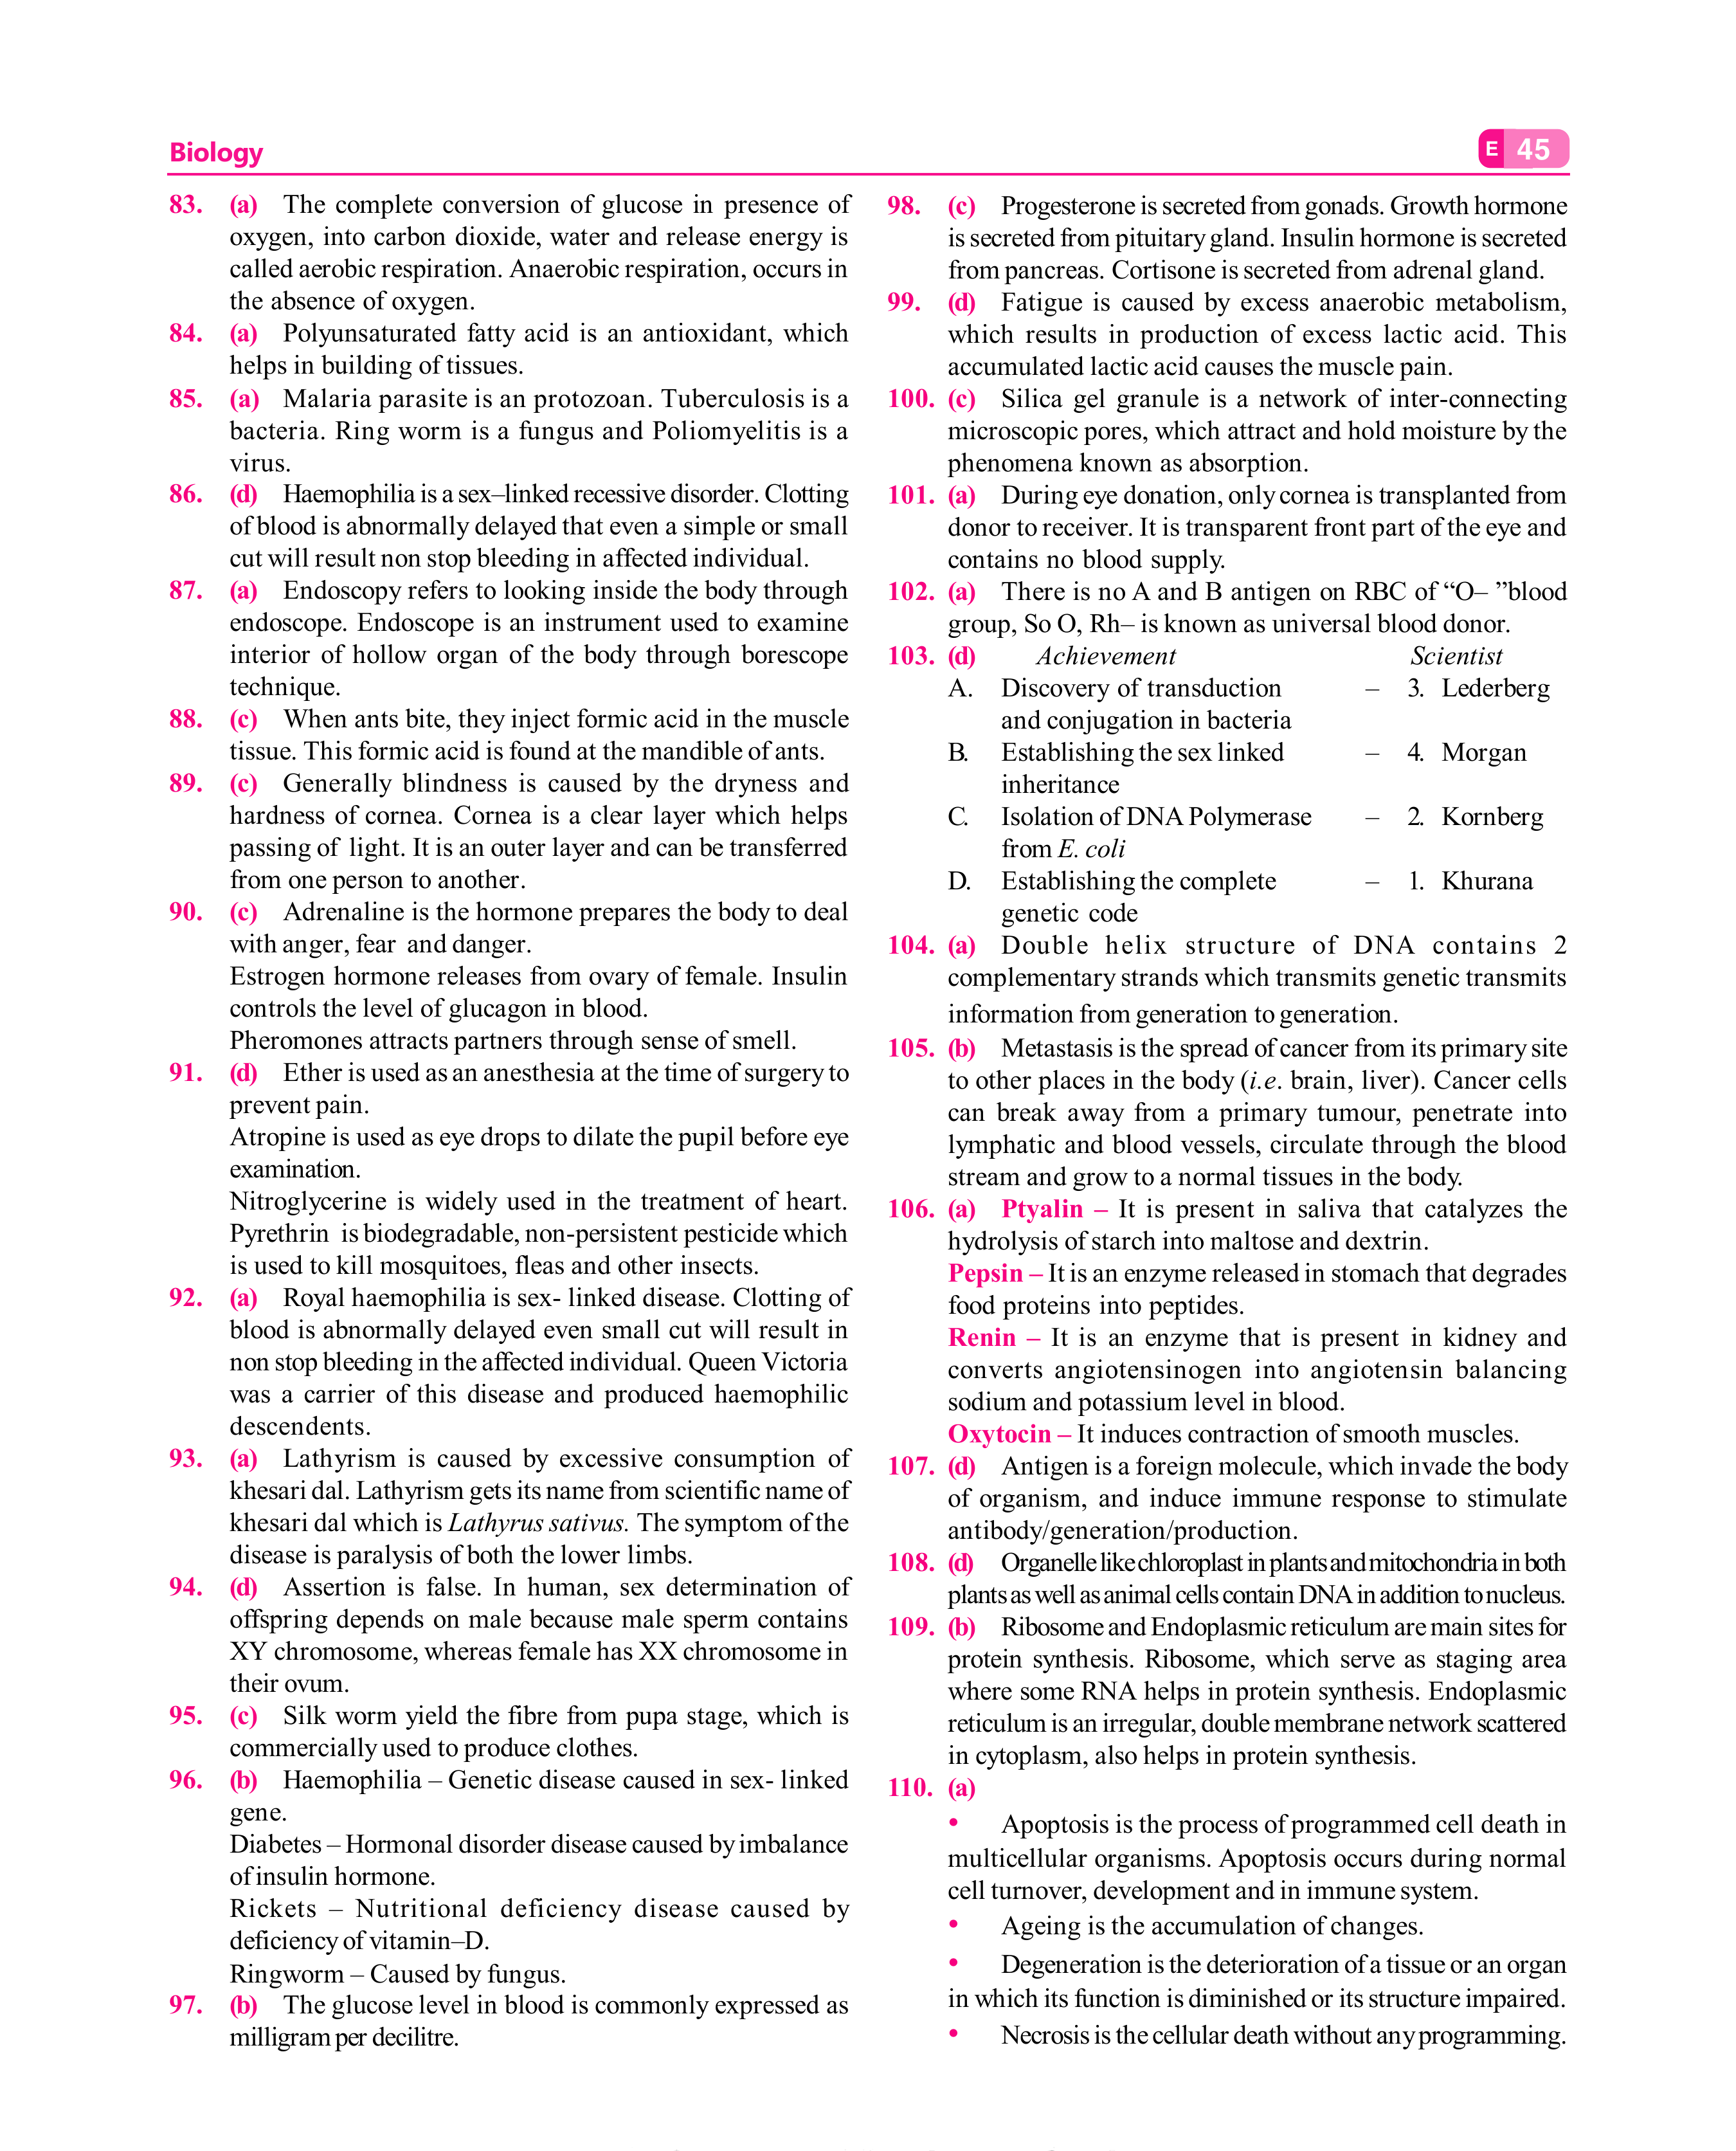 Biology
E 45
83. (a) The complete conversion of glucose in presence of
oxygen, into carbon dioxide, water and release energy is
called aerobic respiration. Anaerobic respiration, occurs in
the absence of oxygen.
84. (a) Polyunsaturated fatty acid is an antioxidant, which
helps in building of tissues.
85. (a) Malaria parasite is an protozoan. Tuberculosis is a
bacteria. Ring worm is a fungus and Poliomyelitis is a
virus.
86. (d) Haemophilia is a sex–linked recessive disorder. Clotting
of blood is abnormally delayed that even a simple or small
cut will result non stop bleeding in affected individual.
87. (a) Endoscopy refers to looking inside the body through
endoscope. Endoscope is an instrument used to examine
interior of hollow organ of the body through borescope
technique.
88. (c) When ants bite, they inject formic acid in the muscle
tissue. This formic acid is found at the mandible of ants.
89. (c) Generally blindness is caused by the dryness and
hardness of cornea. Cornea is a clear layer which helps
passing of light. It is an outer layer and can be transferred
from one person to another.
90. (c) Adrenaline is the hormone prepares the body to deal
with anger, fear and danger.
Estrogen hormone releases from ovary of female. Insulin
controls the level of glucagon in blood.
Pheromones attracts partners through sense of smell.
91. (d) Ether is used as an anesthesia at the time of surgery to
prevent pain.
Atropine is used as eye drops to dilate the pupil before eye
examination.
Nitroglycerine is widely used in the treatment of heart.
Pyrethrin is biodegradable, non-persistent pesticide which
is used to kill mosquitoes, fleas and other insects.
92. (a) Royal haemophilia is sex- linked disease. Clotting of
blood is abnormally delayed even small cut will result in
non stop bleeding in the affected individual. Queen Victoria
was a carrier of this disease and produced haemophilic
descendents.
93. (a) Lathyrism is caused by excessive consumption of
khesari dal. Lathyrism gets its name from scientific name of
khesari dal which is Lathyrus sativus. The symptom of the
disease is paralysis of both the lower limbs.
94. (d) Assertion is false. In human, sex determination of
offspring depends on male because male sperm contains
XY chromosome, whereas female has XX chromosome in
their ovum.
95. (c) Silk worm yield the fibre from pupa stage, which is
commercially used to produce clothes.
96. (b) Haemophilia – Genetic disease caused in sex- linked
gene.
Diabetes – Hormonal disorder disease caused by imbalance
of insulin hormone.
Rickets – Nutritional deficiency disease caused by
deficiency of vitamin–D.
Ringworm – Caused by fungus.
97. (b) The glucose level in blood is commonly expressed as
milligram per decilitre.
98. (c) Progesterone is secreted from gonads. Growth hormone
is secreted from pituitary gland. Insulin hormone is secreted
from pancreas. Cortisone is secreted from adrenal gland.
99. (d) Fatigue is caused by excess anaerobic metabolism,
which results in production of excess lactic acid. This
accumulated lactic acid causes the muscle pain.
100. (c) Silica gel granule is a network of inter-connecting
microscopic pores, which attract and hold moisture by the
phenomena known as absorption.
101. (a) During eye donation, only cornea is transplanted from
donor to receiver. It is transparent front part of the eye and
contains no blood supply.
102. (a) There is no A and B antigen on RBC of “O– ”blood
group, So O, Rh– is known as universal blood donor.
103. (d) Achievement Scientist
A. Discovery of transduction – 3. Lederberg
and conjugation in bacteria
B. Establishing the sex linked – 4. Morgan
inheritance
C. Isolation of DNA Polymerase – 2. Kornberg
from E. coli
D. Establishing the complete – 1. Khurana
genetic code
104. (a) Double helix structure of DNA contains 2
complementary strands which transmits genetic transmits
information from generation to generation.
105. (b) Metastasis is the spread of cancer from its primary site
to other places in the body (i.e. brain, liver). Cancer cells
can break away from a primary tumour, penetrate into
lymphatic and blood vessels, circulate through the blood
stream and grow to a normal tissues in the body.
106. (a) Ptyalin – It is present in saliva that catalyzes the
hydrolysis of starch into maltose and dextrin.
Pepsin – It is an enzyme released in stomach that degrades
food proteins into peptides.
Renin – It is an enzyme that is present in kidney and
converts angiotensinogen into angiotensin balancing
sodium and potassium level in blood.
Oxytocin – It induces contraction of smooth muscles.
107. (d) Antigen is a foreign molecule, which invade the body
of organism, and induce immune response to stimulate
antibody/generation/production.
108. (d) Organelle like chloroplast in plants and mitochondria in both
plants as well as animal cells contain DNA in addition to nucleus.
109. (b) Ribosome and Endoplasmic reticulum are main sites for
protein synthesis. Ribosome, which serve as staging area
where some RNA helps in protein synthesis. Endoplasmic
reticulum is an irregular, double membrane network scattered
in cytoplasm, also helps in protein synthesis.
110. (a)
• Apoptosis is the process of programmed cell death in
multicellular organisms. Apoptosis occurs during normal
cell turnover, development and in immune system.
• Ageing is the accumulation of changes.
• Degeneration is the deterioration of a tissue or an organ
in which its function is diminished or its structure impaired.
• Necrosis is the cellular death without any programming.